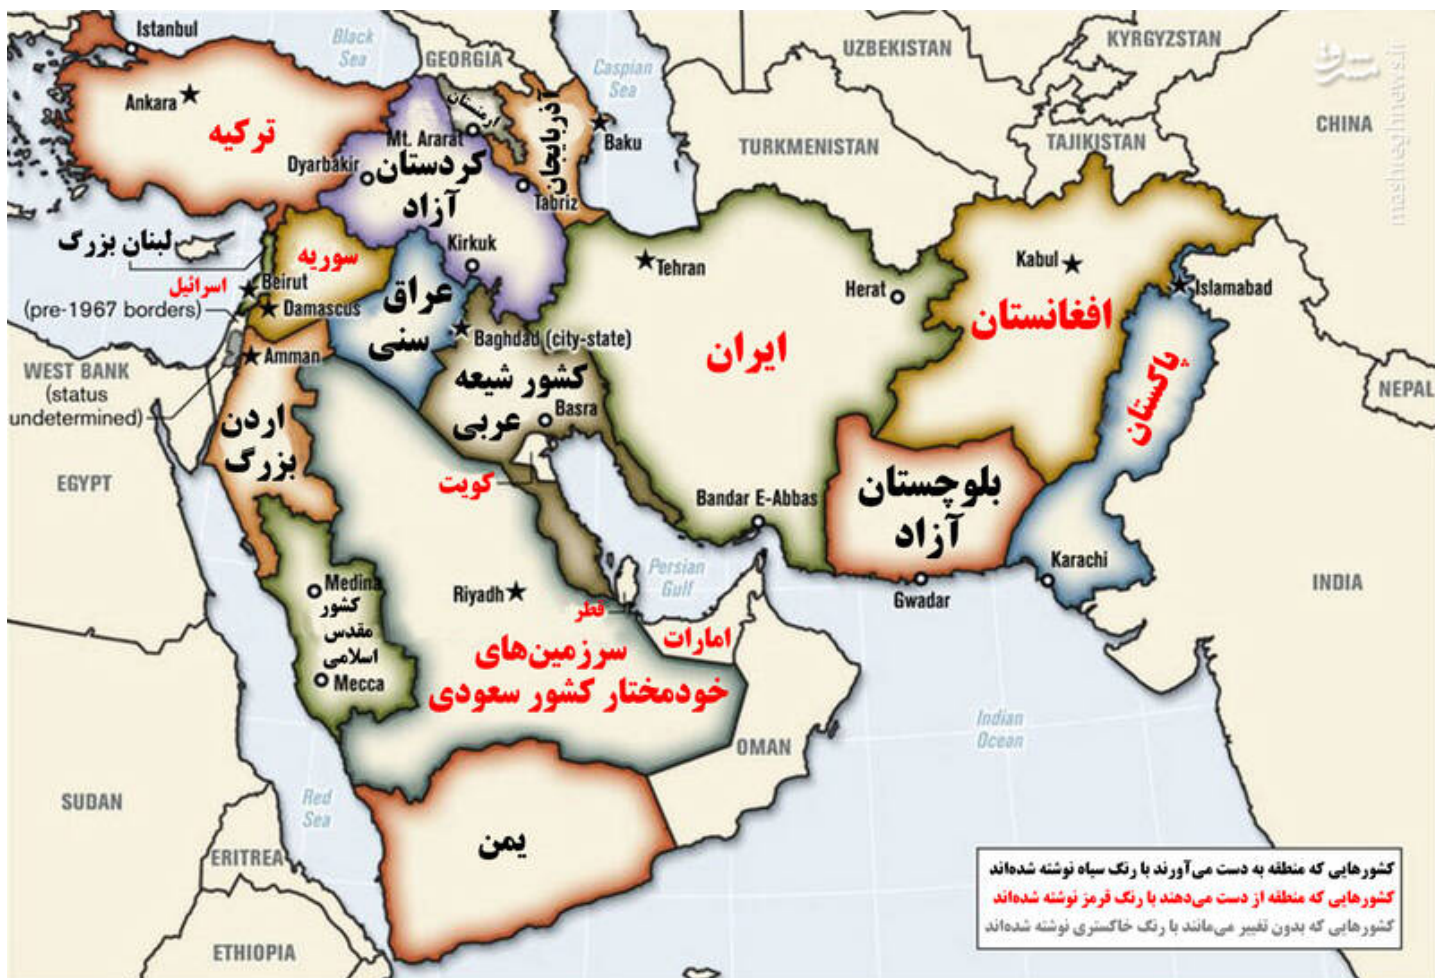 Istanbul
Black
Sea
GEORGIA
Caspian
Sea
UZBEKISTAN
KYRGYZSTAN
مشرق
mashreghnews.ir
Ankara
ترکیه
ارمنستان
آذربایجان
Mt. Ararat
Baku
TURKMENISTAN
TAJIKISTAN
CHINA
Dyarbakir
کردستان
آزاد
Tabriz
لبنان بزرگ
سوریه
Kirkuk
Tehran
Kabul
Herat
Islamabad
اسرائیل
Beirut
(pre-1967 borders)
Damascus
عراق
سنی
افغانستان
Baghdad (city-state)
ایران
Amman
WEST BANK
(status
undetermined)
کشور شیعه
عربی
Basra
پاکستان
NEPAL
اردن
بزرگ
EGYPT
کویت
Bandar E-Abbas
بلوچستان
آزاد
Karachi
Gwadar
INDIA
Persian
Gulf
Medina
کشور
مقدس
اسلامی
Mecca
Riyadh
قطر
امارات
سرزمین‌های
خودمختار کشور سعودی
Indian
Ocean
OMAN
SUDAN
Red
Sea
یمن
ERITREA
ETHIOPIA
کشورهایی که منطقه به دست می‌آورند با رنگ سیاه نوشته شده‌اند
کشورهایی که منطقه از دست می‌دهند با رنگ قرمز نوشته شده‌اند
کشورهایی که بدون تغییر می‌مانند با رنگ خاکستری نوشته شده‌اند